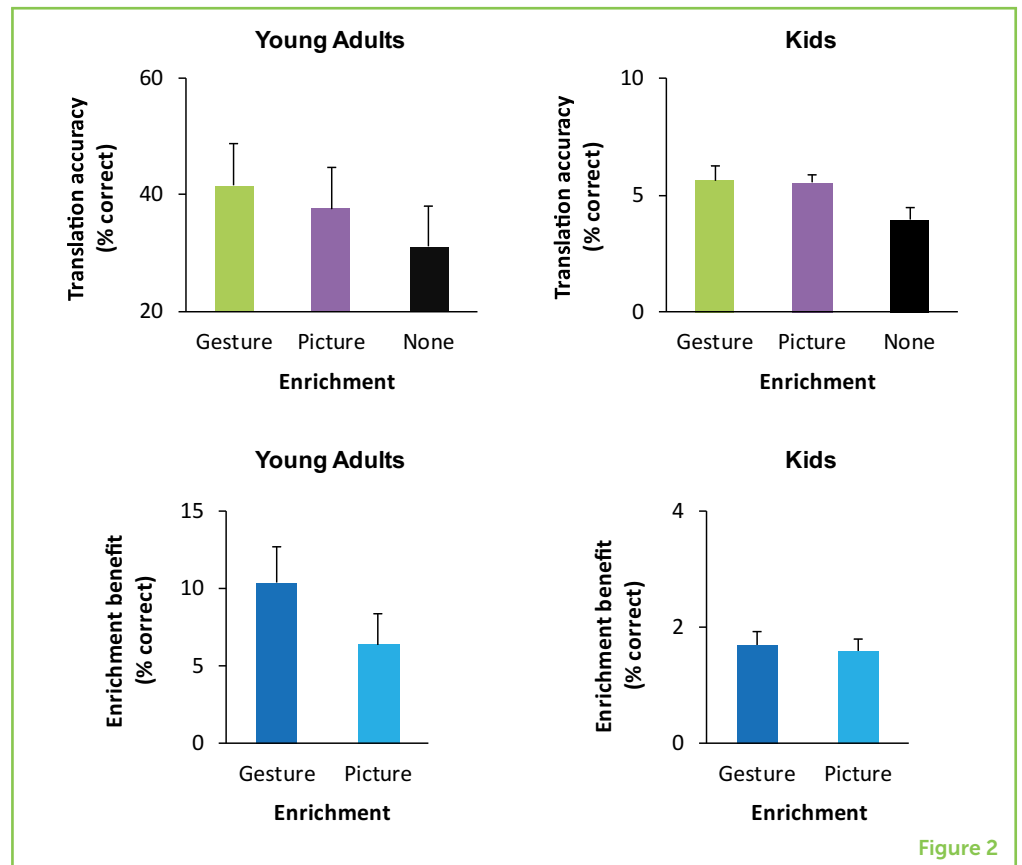 Young Adults
Translation accuracy
(% correct)
60
40
20
Gesture Picture None
Enrichment
Kids
Translation accuracy
(% correct)
10
5
0
Gesture Picture None
Enrichment
Young Adults
Enrichment benefit
(% correct)
15
10
5
0
Gesture Picture
Enrichment
Kids
Enrichment benefit
(% correct)
4
2
0
Gesture Picture
Enrichment
Figure 2